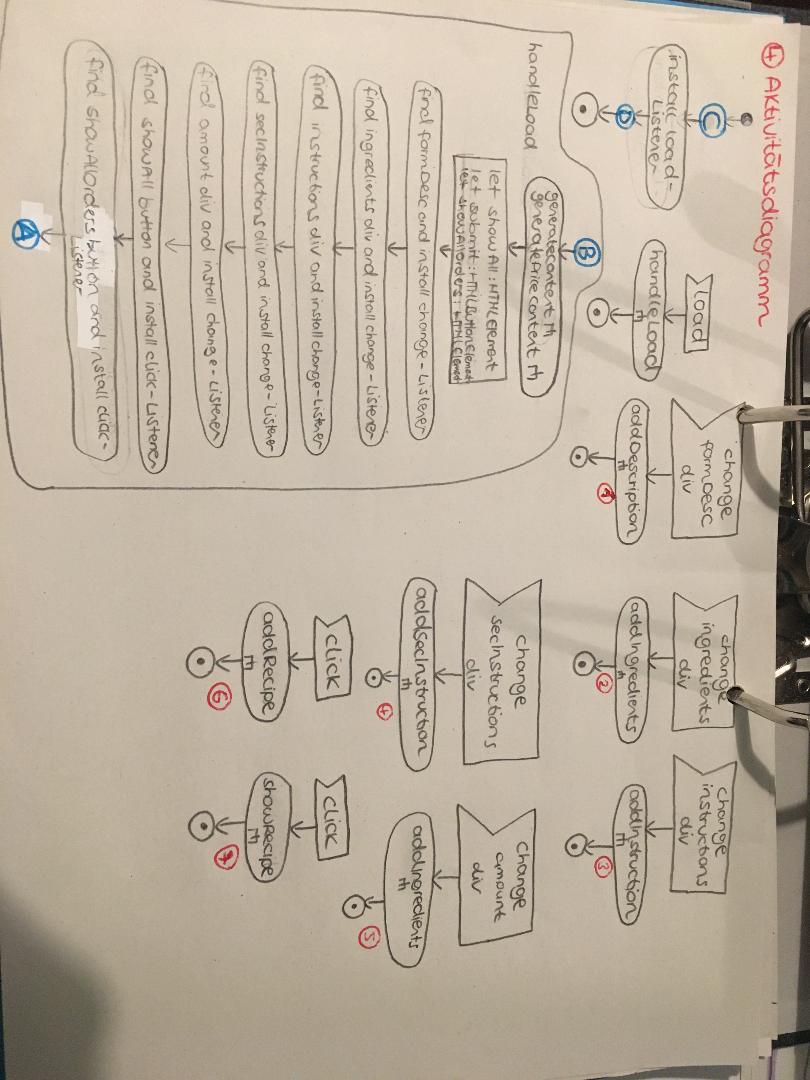 ④ Aktivitätsdiagramm
C
install load-
Listener
D
load
handleLoad
change
formDesc
div
addDescription
①
change
ingredients
div
addIngredients
②
change
instructions
div
addInstruction
③
handleLoad
B
generatecontent
generatePricecontent
let showAll:HTMLElement
let submit:HTMLButtonElement
let showAllOrders: HTMLElement
find formDesc and install change-Listener
find ingredients div and install change-Listener
find instructions div and install change-Listener
find secInstructions div and install change-Listener
find amount div and install change-Listener
find showAll button and install click-Listener
find showAllOrders button and install click-
Listener
A
change
secInstructions
div
addSecInstruction
④
change
amount
div
addIngredients
⑤
click
addRecipe
⑥
click
showRecipe
⑦